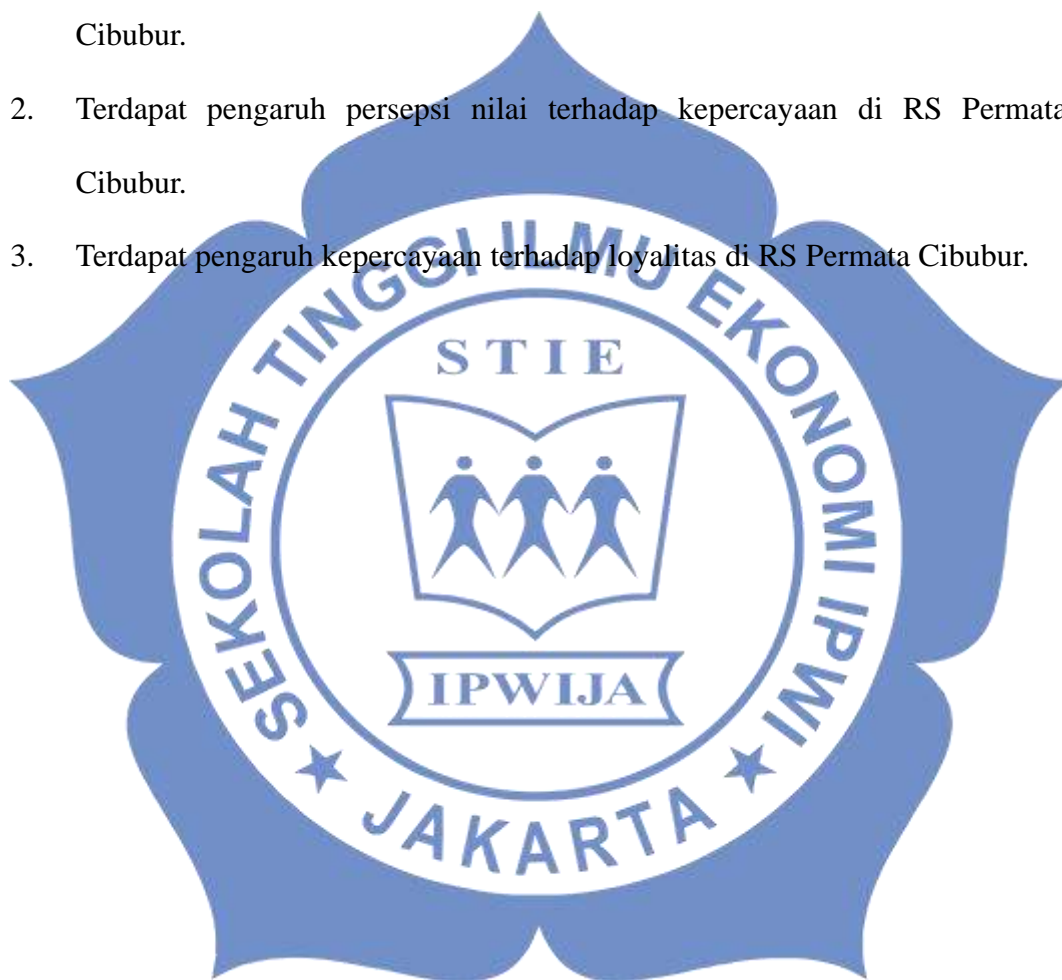 Cibubur.
2. Terdapat pengaruh persepsi nilai terhadap kepercayaan di RS Permata
Cibubur.
3. Terdapat pengaruh kepercayaan terhadap loyalitas di RS Permata Cibubur.
SEKOLAH TINGGI ILMU EKONOMI IPWI
STIE
IPWIJA
JAKARTA